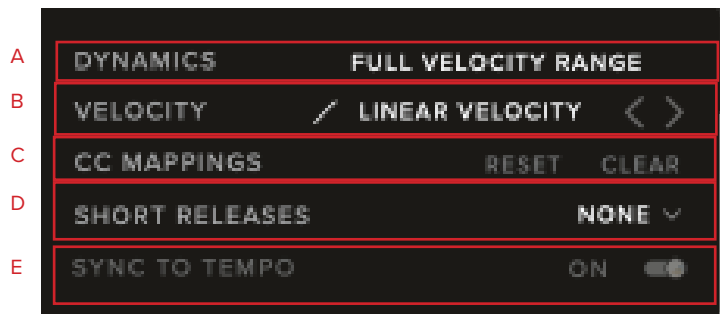 A DYNAMICS FULL VELOCITY RANGE
B VELOCITY LINEAR VELOCITY
C CC MAPPINGS RESET CLEAR
D SHORT RELEASES NONE
E SYNC TO TEMPO ON